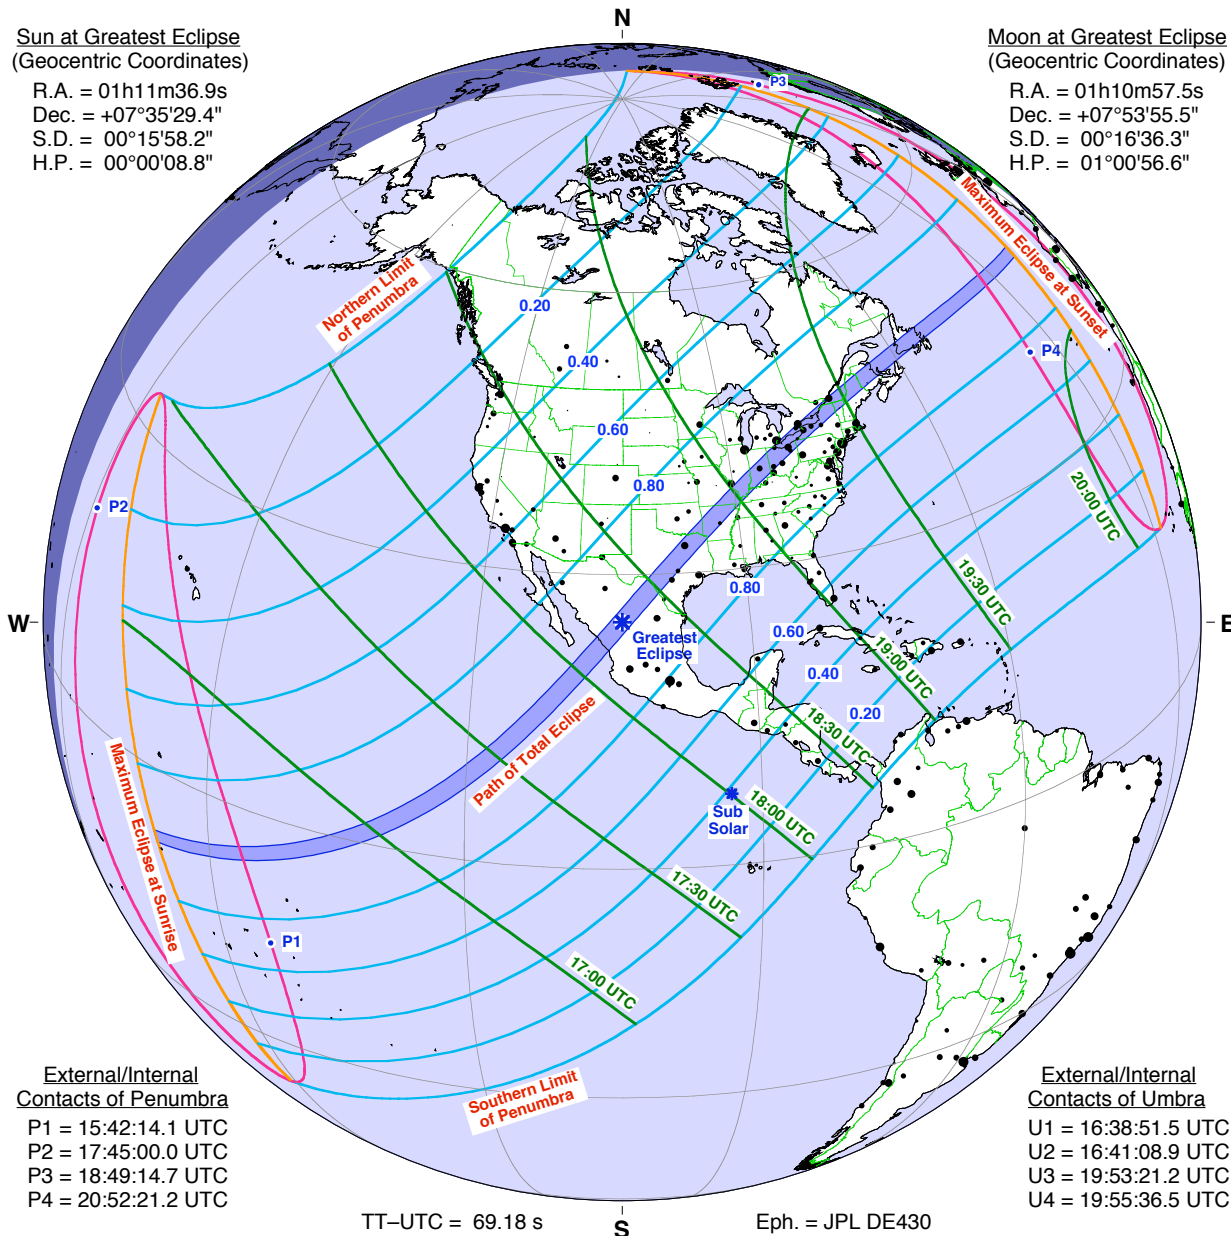 N
Sun at Greatest Eclipse
(Geocentric Coordinates)
R.A. = 01h11m36.9s
Dec. = +07°35'29.4"
S.D. = 00°15'58.2"
H.P. = 00°00'08.8"
Moon at Greatest Eclipse
(Geocentric Coordinates)
R.A. = 01h10m57.5s
Dec. = +07°53'55.5"
S.D. = 00°16'36.3"
H.P. = 01°00'56.6"
P3
Maximum Eclipse at Sunset
Northern Limit
of Penumbra
0.20
0.40
0.60
0.80
P4
P2
20:00 UTC
19:30 UTC
0.80
0.60
0.40
0.20
W
E
Greatest
Eclipse
19:00 UTC
18:30 UTC
Path of Total Eclipse
Sub
Solar
18:00 UTC
17:30 UTC
17:00 UTC
Maximum Eclipse at Sunrise
P1
Southern Limit
of Penumbra
External/Internal
Contacts of Penumbra
P1 = 15:42:14.1 UTC
P2 = 17:45:00.0 UTC
P3 = 18:49:14.7 UTC
P4 = 20:52:21.2 UTC
External/Internal
Contacts of Umbra
U1 = 16:38:51.5 UTC
U2 = 16:41:08.9 UTC
U3 = 19:53:21.2 UTC
U4 = 19:55:36.5 UTC
TT–UTC = 69.18 s
S
Eph. = JPL DE430